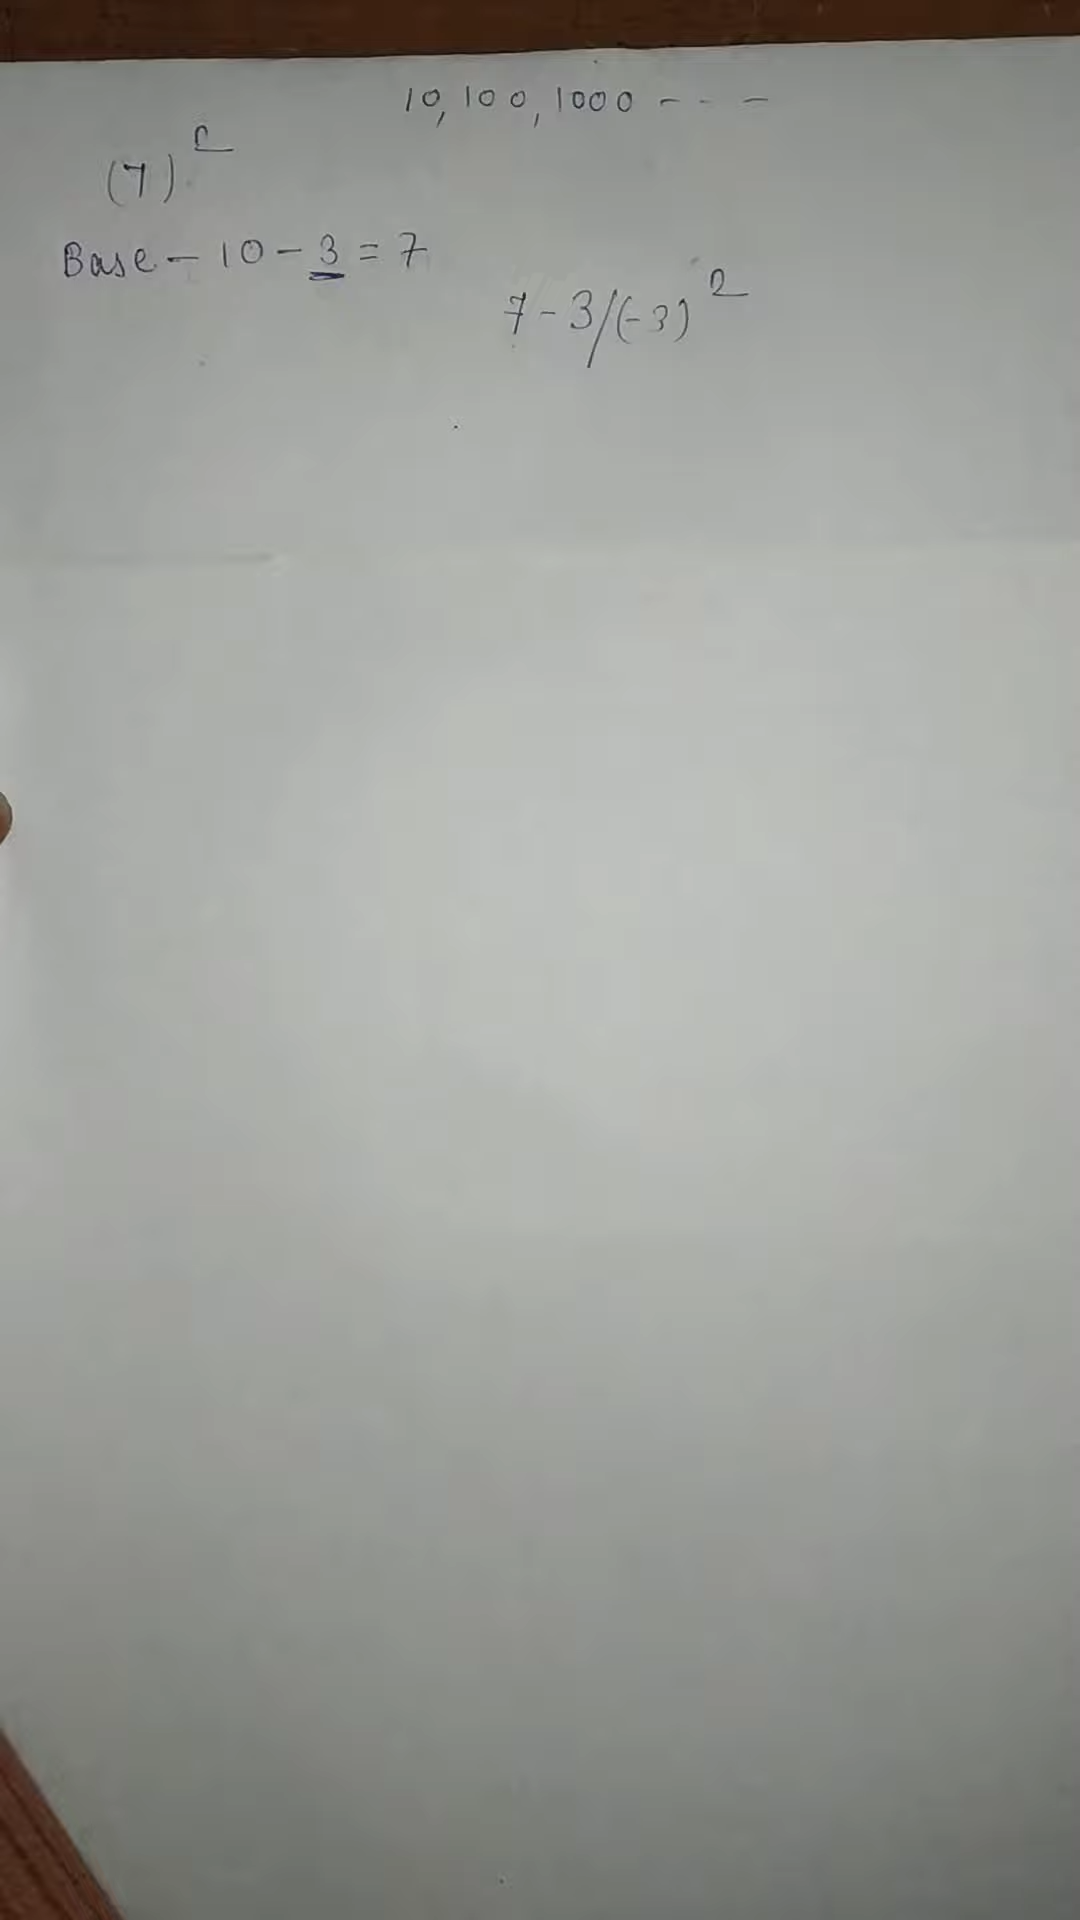 10, 100, 1000 - - -
(7)²
Base - 10 - 3 = 7
7 - 3/(-3)²